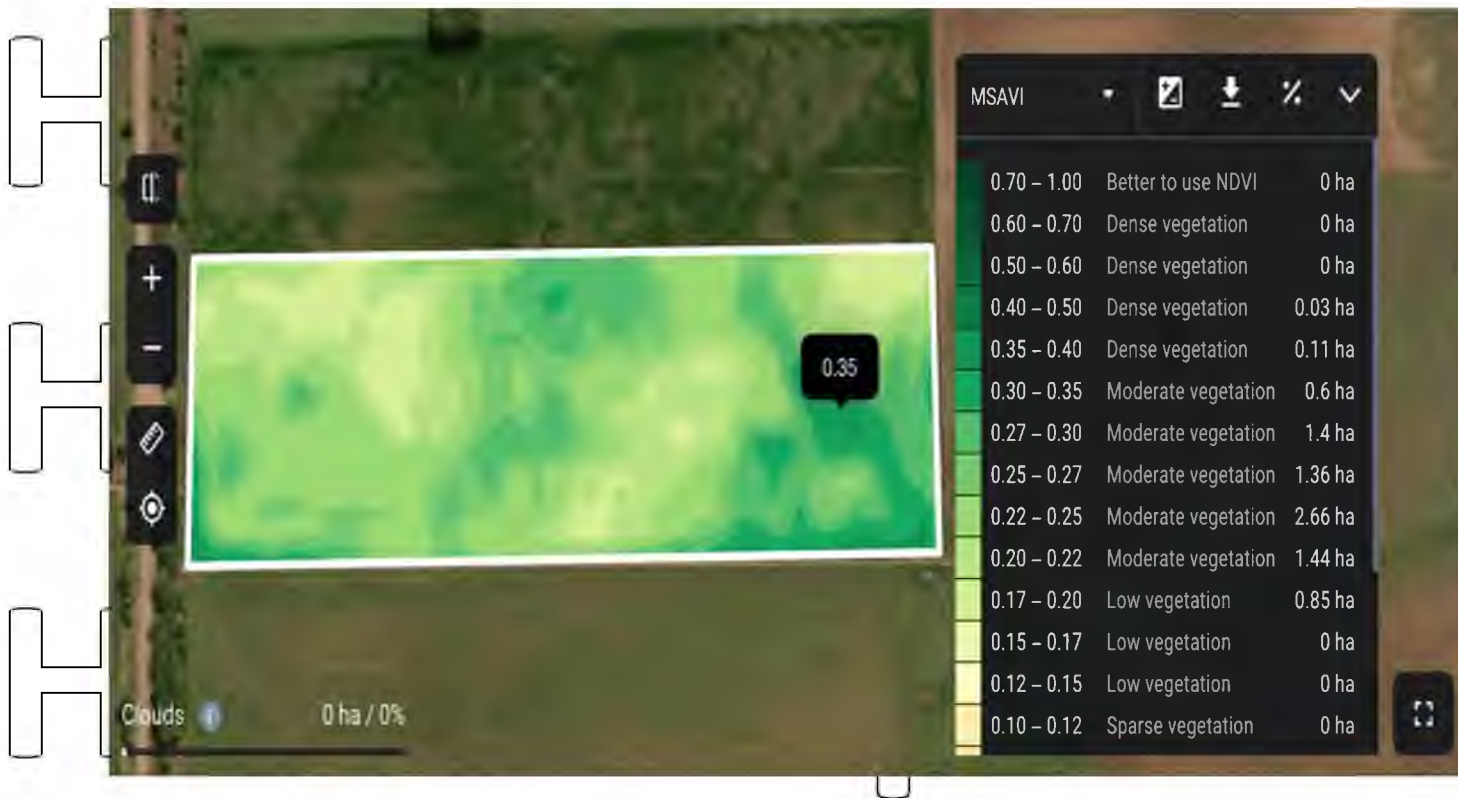 MSAVI
0.70 – 1.00 Better to use NDVI 0 ha
0.60 – 0.70 Dense vegetation 0 ha
0.50 – 0.60 Dense vegetation 0 ha
0.40 – 0.50 Dense vegetation 0.03 ha
0.35 – 0.40 Dense vegetation 0.11 ha
0.30 – 0.35 Moderate vegetation 0.6 ha
0.27 – 0.30 Moderate vegetation 1.4 ha
0.25 – 0.27 Moderate vegetation 1.36 ha
0.22 – 0.25 Moderate vegetation 2.66 ha
0.20 – 0.22 Moderate vegetation 1.44 ha
0.17 – 0.20 Low vegetation 0.85 ha
0.15 – 0.17 Low vegetation 0 ha
0.12 – 0.15 Low vegetation 0 ha
0.10 – 0.12 Sparse vegetation 0 ha
0.35
Clouds i 0 ha / 0%